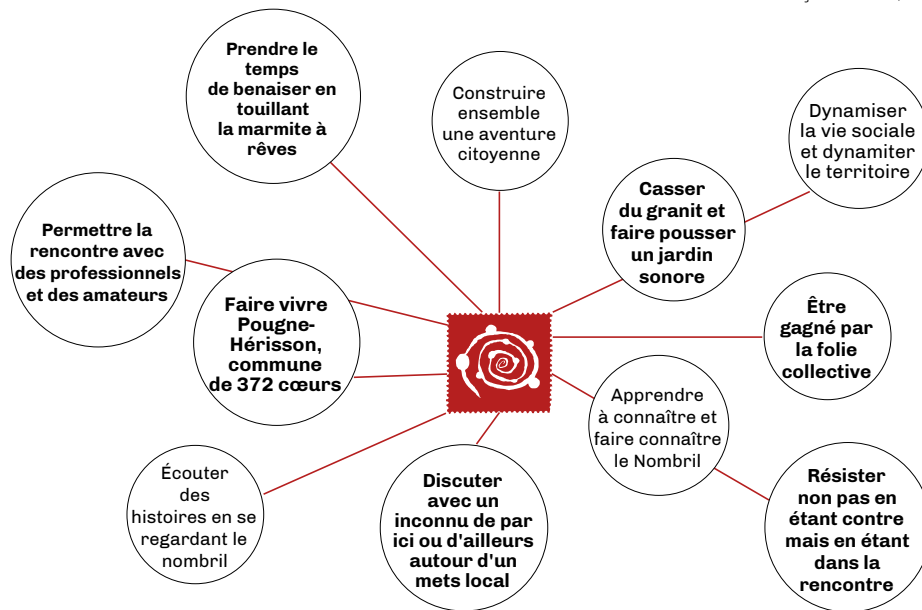 Prendre le
temps
de benaiser en
touillant
la marmite à
rêves
Construire
ensemble
une aventure
citoyenne
Dynamiser
la vie sociale
et dynamiter
le territoire
Casser
du granit et
faire pousser
un jardin
sonore
Permettre la
rencontre avec
des professionnels
et des amateurs
Faire vivre
Pougne-
Hérisson,
commune
de 372 cœurs
Être
gagné par
la folie
collective
Apprendre
à connaître et
faire connaître
le Nombril
Écouter
des
histoires en se
regardant le
nombril
Discuter
avec un
inconnu de par
ici ou d'ailleurs
autour d'un
mets local
Résister
non pas en
étant contre
mais en étant
dans la
rencontre